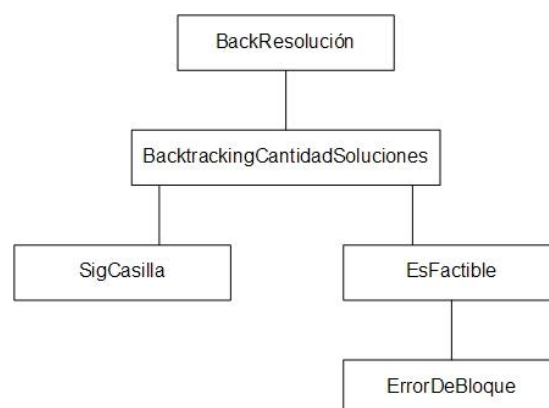 BackResolución
BacktrackingCantidadSoluciones
SigCasilla
EsFactible
ErrorDeBloque